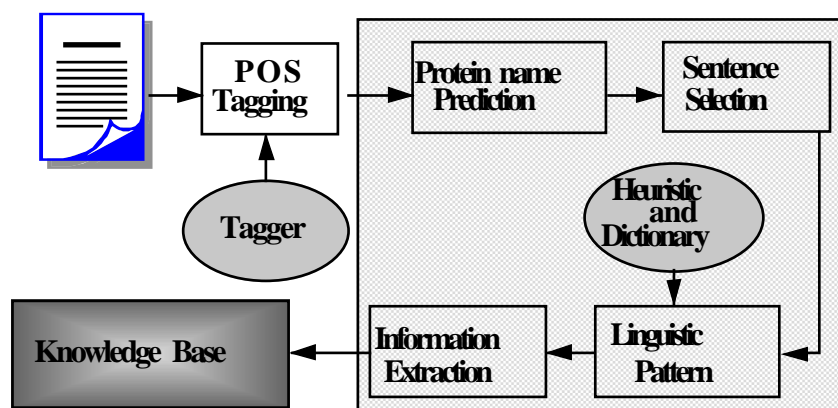 POS
Tagging
Protein name
Prediction
Sentence
Selection
Tagger
Heuristic
and
Dictionary
Knowledge Base
Information
Extraction
Linguistic
Pattern